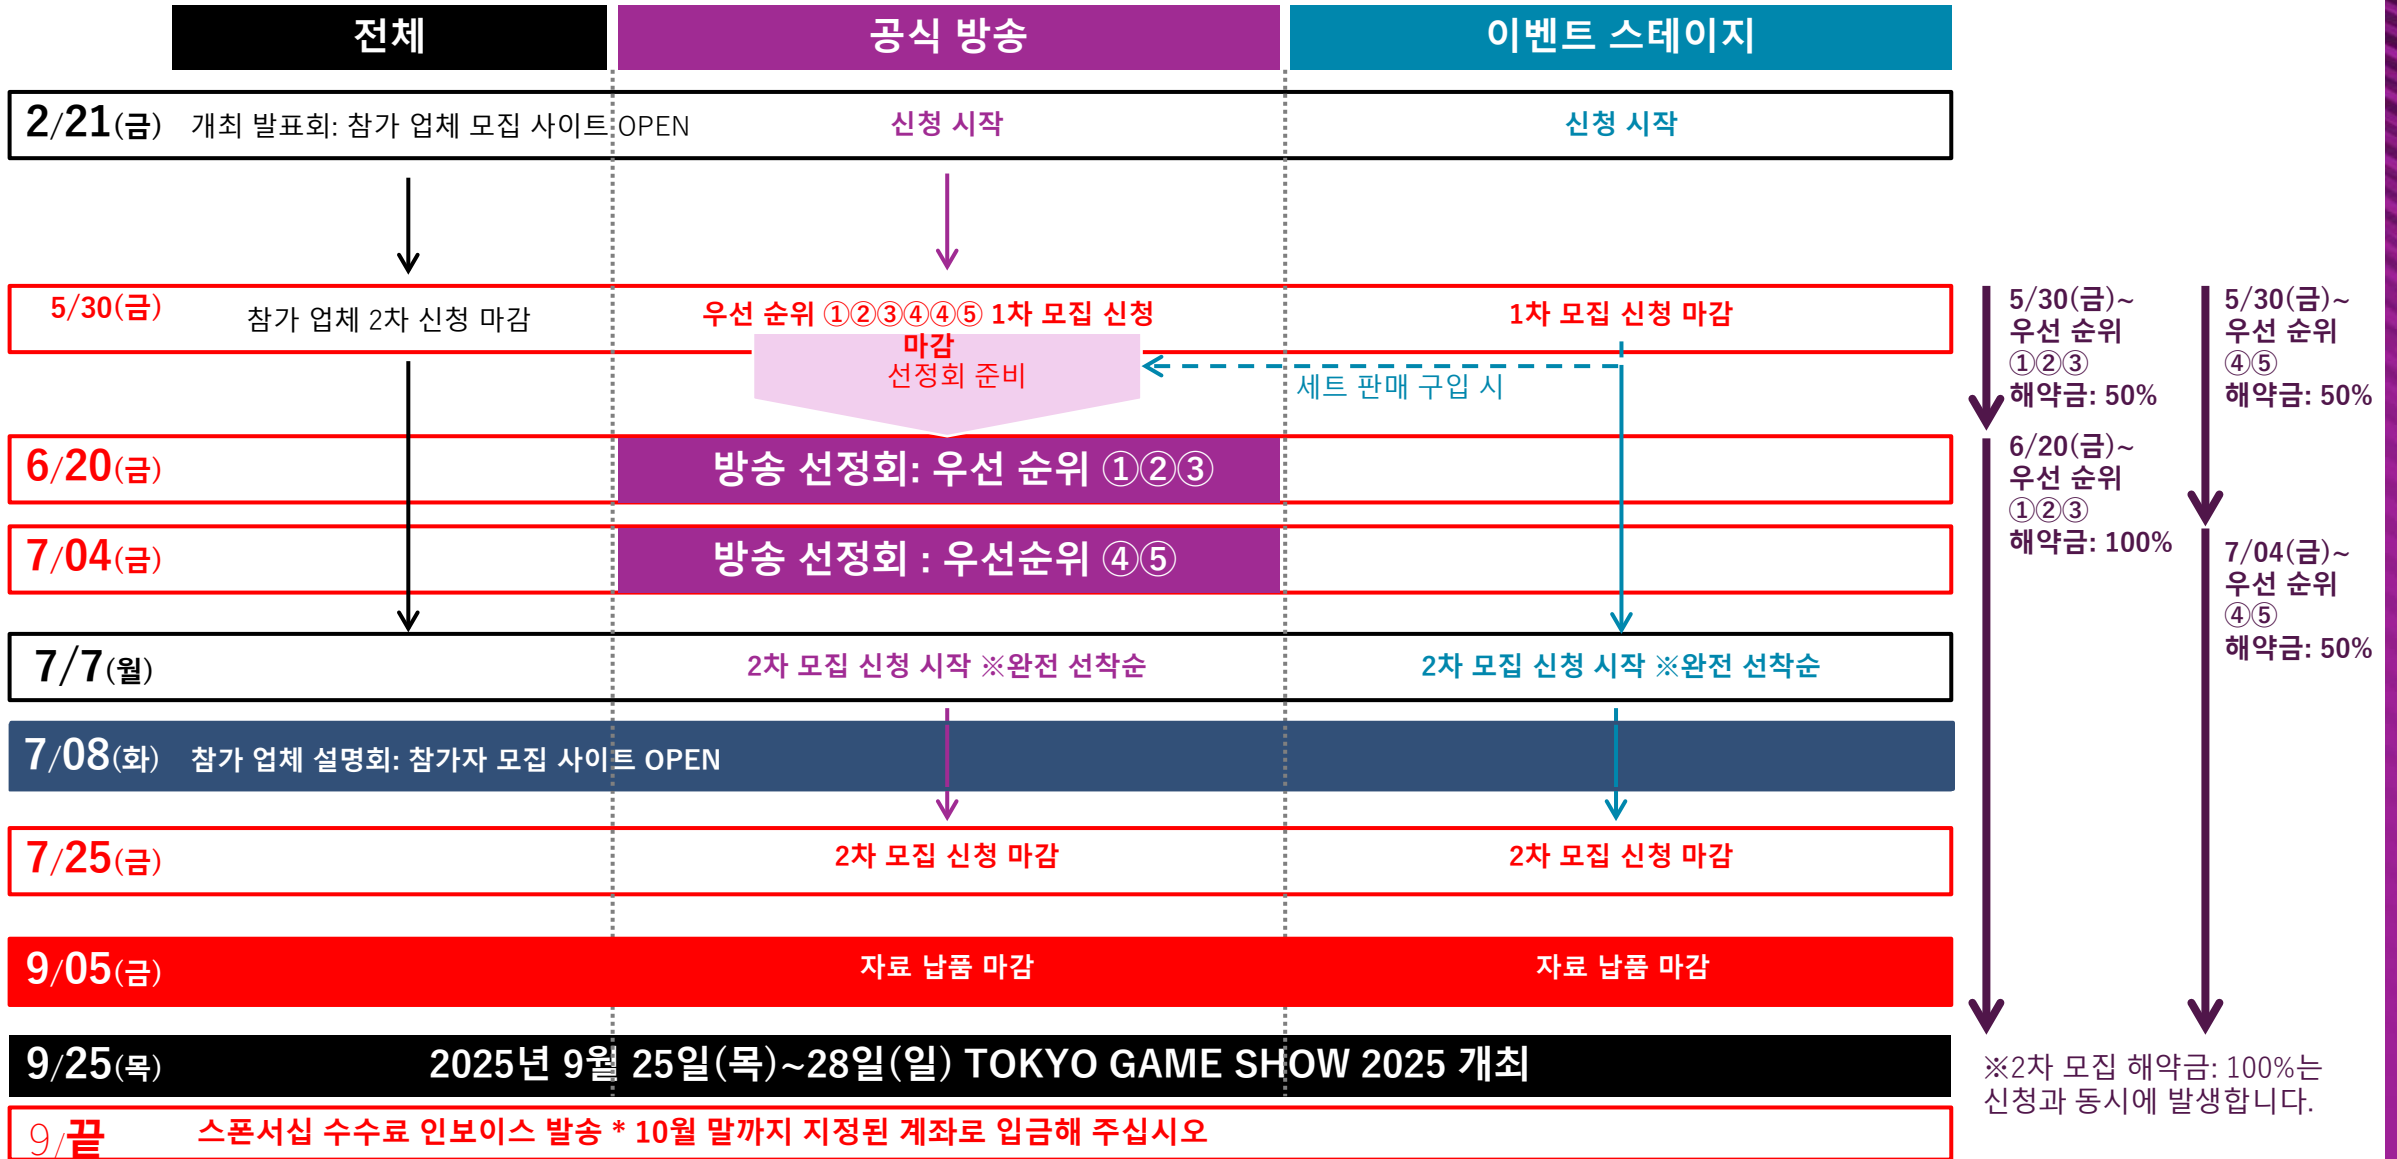 전체
공식 방송
이벤트 스테이지
2/21(금)
개최 발표회: 참가 업체 모집 사이트 OPEN
신청 시작
신청 시작
5/30(금)
참가 업체 2차 신청 마감
우선 순위 ①②③④④⑤ 1차 모집 신청
마감
선정회 준비
1차 모집 신청 마감
세트 판매 구입 시
6/20(금)
방송 선정회: 우선 순위 ①②③
7/04(금)
방송 선정회 : 우선순위 ④⑤
7/7(월)
2차 모집 신청 시작 ※완전 선착순
2차 모집 신청 시작 ※완전 선착순
7/08(화)
참가 업체 설명회: 참가자 모집 사이트 OPEN
7/25(금)
2차 모집 신청 마감
2차 모집 신청 마감
9/05(금)
자료 납품 마감
자료 납품 마감
9/25(목)
2025년 9월 25일(목)~28일(일) TOKYO GAME SHOW 2025 개최
9/끝
스폰서십 수수료 인보이스 발송 * 10월 말까지 지정된 계좌로 입금해 주십시오
5/30(금)~
우선 순위
①②③
해약금: 50%
6/20(금)~
우선 순위
①②③
해약금: 100%
5/30(금)~
우선 순위
④⑤
해약금: 50%
7/04(금)~
우선 순위
④⑤
해약금: 50%
※2차 모집 해약금: 100%는
신청과 동시에 발생합니다.